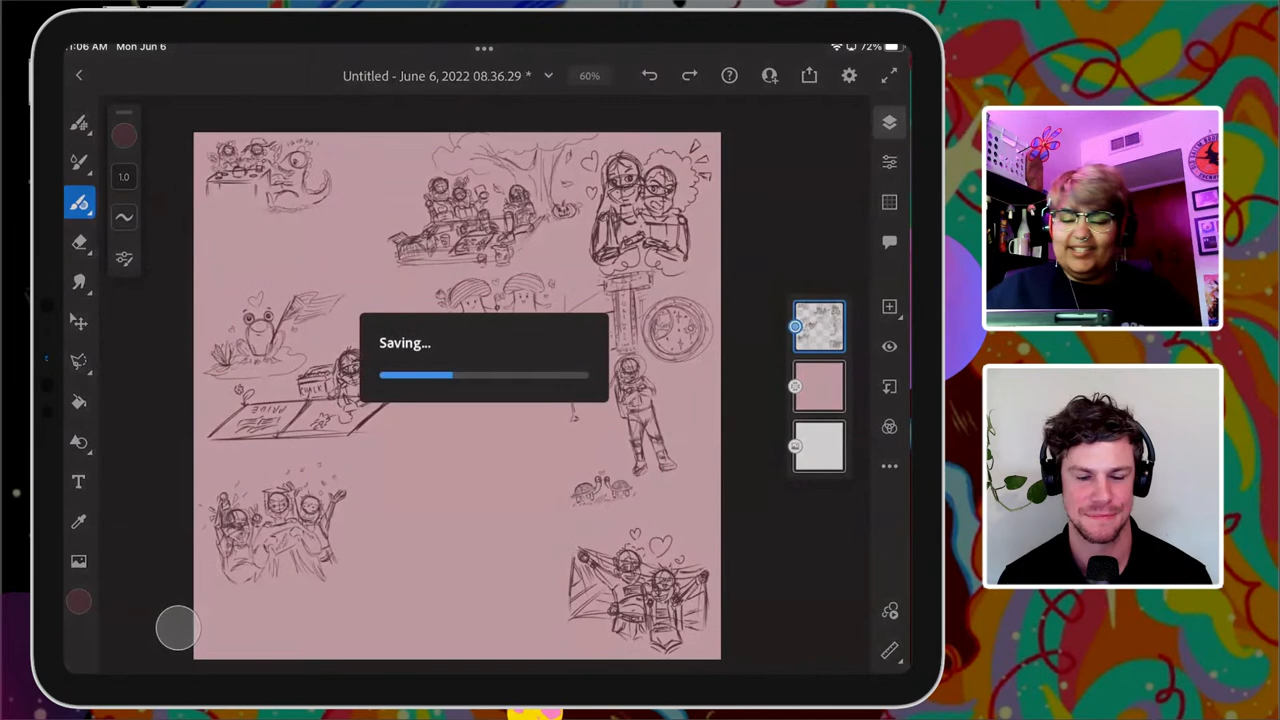 1:06 AM Mon Jun 6
72%
Untitled - June 6, 2022 08.36.29 *
60%
1.0
Saving...
CHALK
PRIDE
T